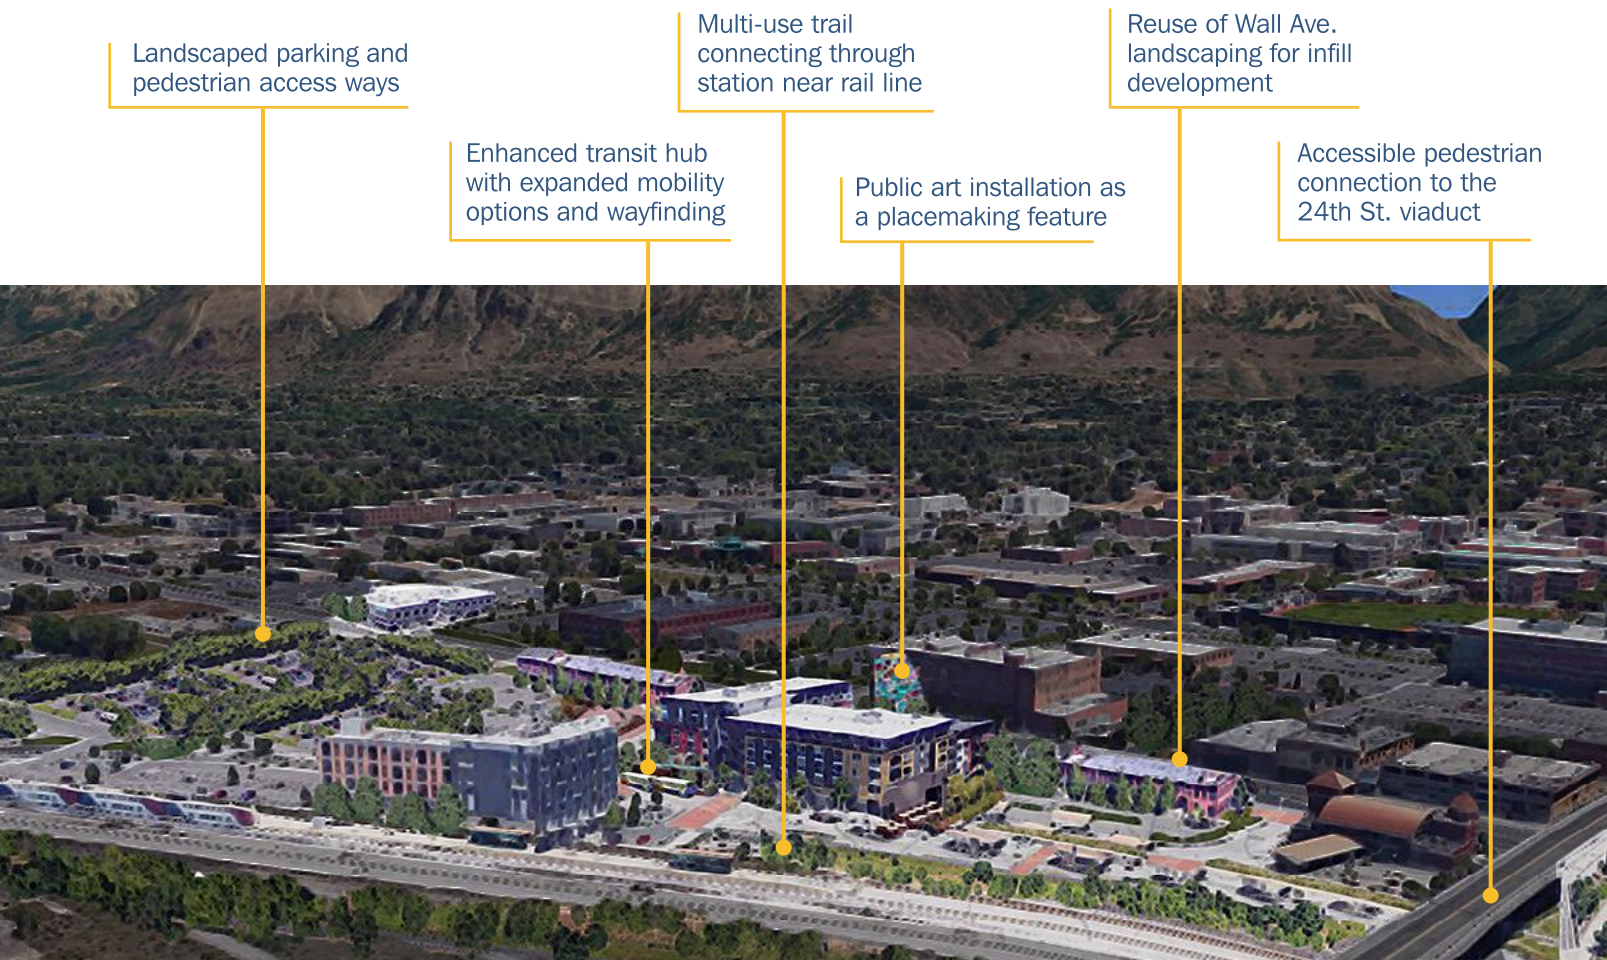 Landscaped parking and
pedestrian access ways
Enhanced transit hub
with expanded mobility
options and wayfinding
Multi-use trail
connecting through
station near rail line
Public art installation as
a placemaking feature
Reuse of Wall Ave.
landscaping for infill
development
Accessible pedestrian
connection to the
24th St. viaduct